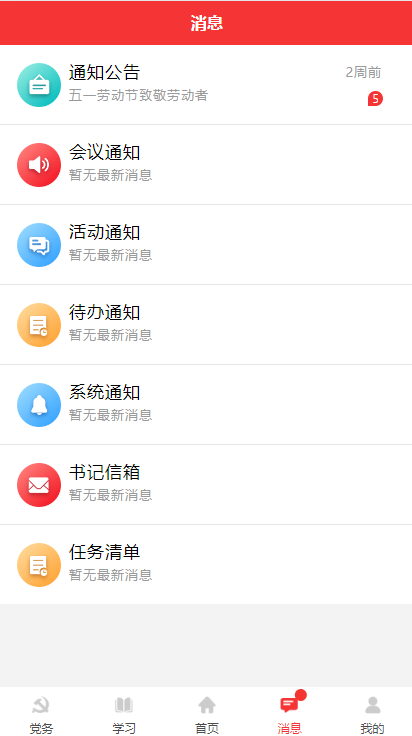 消息
通知公告 2周前
五一劳动节致敬劳动者 5
会议通知
暂无最新消息
活动通知
暂无最新消息
待办通知
暂无最新消息
系统通知
暂无最新消息
书记信箱
暂无最新消息
任务清单
暂无最新消息
党务 学习 首页 消息 我的